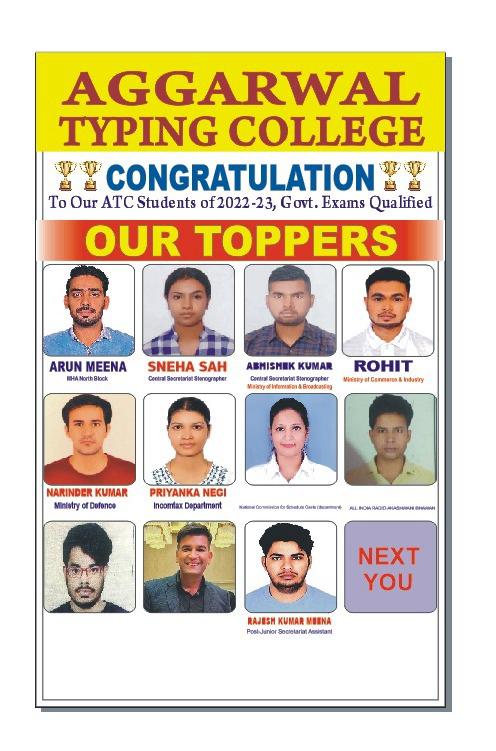 AGGARWAL
TYPING COLLEGE
CONGRATULATION
To Our ATC Students of 2022-23, Govt. Exams Qualified
OUR TOPPERS
ARUN MEENA
MHA North Block
SNEHA SAH
Central Secretariat Stenographer
ABHISHEK KUMAR
Central Secretariat Stenographer
Ministry of Information & Broadcasting
ROHIT
Ministry of Commerce & Industry
NARINDER KUMAR
Ministry of Defence
PRIYANKA NEGI
Incomtax Department
National Commission for Schedule Caste (department)
ALL INDIA RADIO AKASHWANI BHAWAN
RAJESH KUMAR MEENA
Post-Junior Secretariat Assistant
NEXT
YOU